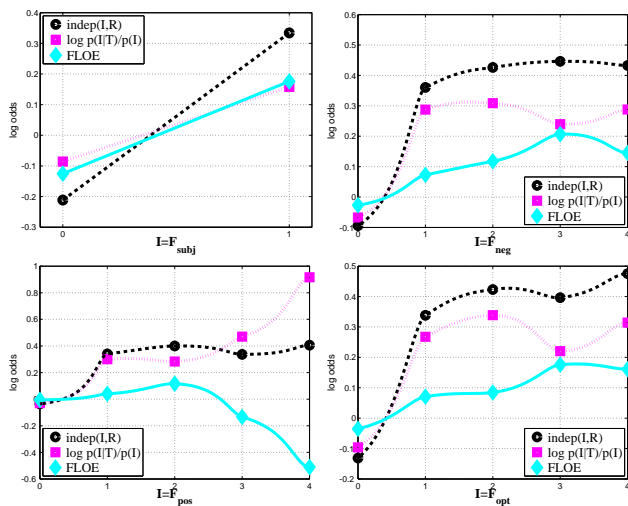 0.4
0.3
0.2
0.1
0
-0.1
-0.2
-0.3
log odds
0
1
I=F_subj
indep(I,R)
log p(I|T)/p(I)
FLOE
0.5
0.4
0.3
0.2
0.1
0
-0.1
log odds
0
1
2
3
4
I=F_neg
indep(I,R)
log p(I|T)/p(I)
FLOE
1
0.8
0.6
0.4
0.2
0
-0.2
-0.4
-0.6
log odds
0
1
2
3
4
I=F_pos
indep(I,R)
log p(I|T)/p(I)
FLOE
0.5
0.4
0.3
0.2
0.1
0
-0.1
-0.2
log odds
0
1
2
3
4
I=F_opt
indep(I,R)
log p(I|T)/p(I)
FLOE